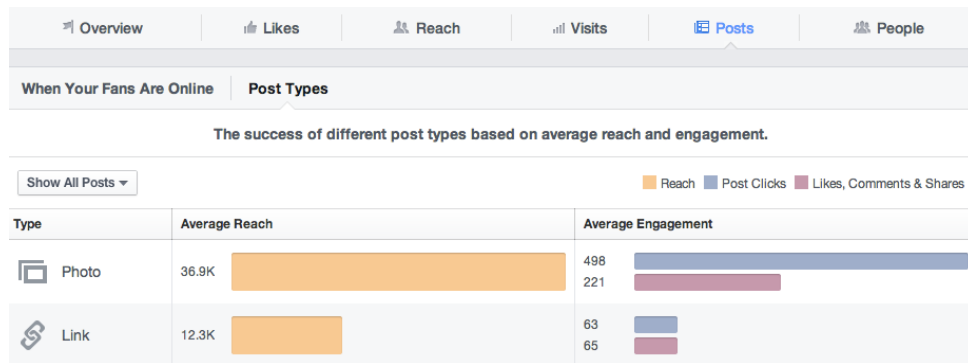 Overview Likes Reach Visits Posts People
When Your Fans Are Online Post Types
The success of different post types based on average reach and engagement.
Show All Posts Reach Post Clicks Likes, Comments & Shares
Type Average Reach Average Engagement
Photo 36.9K 498
221
Link 12.3K 63
65